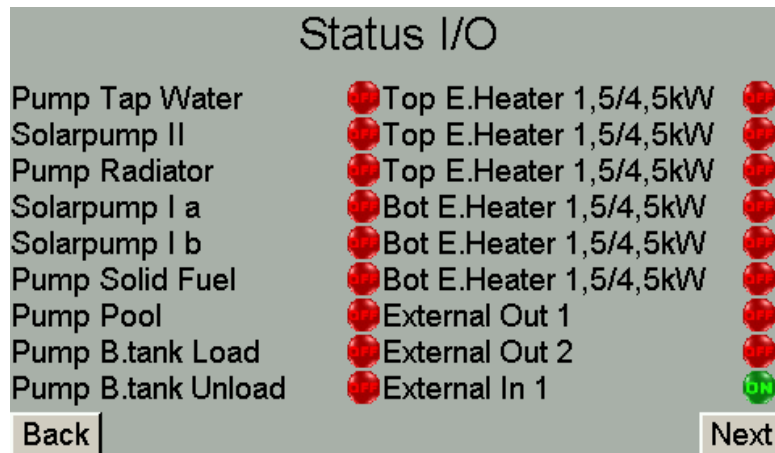 Status I/O
Pump Tap Water OFF Top E.Heater 1,5/4,5kW OFF
Solarpump II OFF Top E.Heater 1,5/4,5kW OFF
Pump Radiator OFF Top E.Heater 1,5/4,5kW OFF
Solarpump I a OFF Bot E.Heater 1,5/4,5kW OFF
Solarpump I b OFF Bot E.Heater 1,5/4,5kW OFF
Pump Solid Fuel OFF Bot E.Heater 1,5/4,5kW OFF
Pump Pool OFF External Out 1 OFF
Pump B.tank Load OFF External Out 2 OFF
Pump B.tank Unload OFF External In 1 ON
Back Next